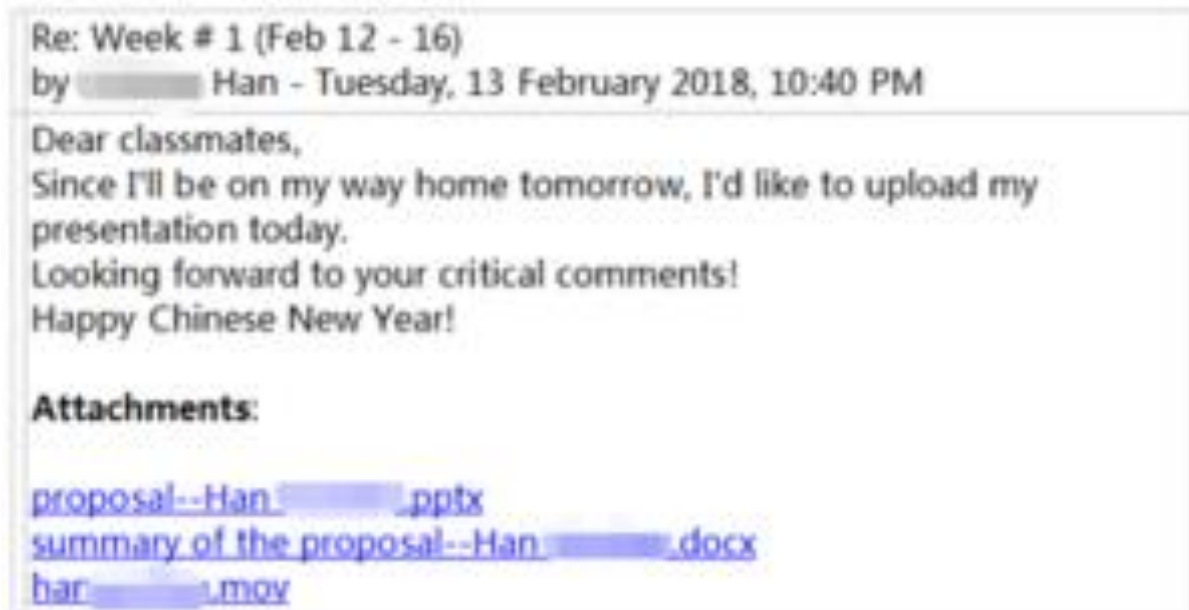 Re: Week # 1 (Feb 12 - 16)
by Han - Tuesday, 13 February 2018, 10:40 PM
Dear classmates,
Since I'll be on my way home tomorrow, I'd like to upload my
presentation today.
Looking forward to your critical comments!
Happy Chinese New Year!
Attachments:
proposal--Han .pptx
summary of the proposal--Han .docx
han .mov